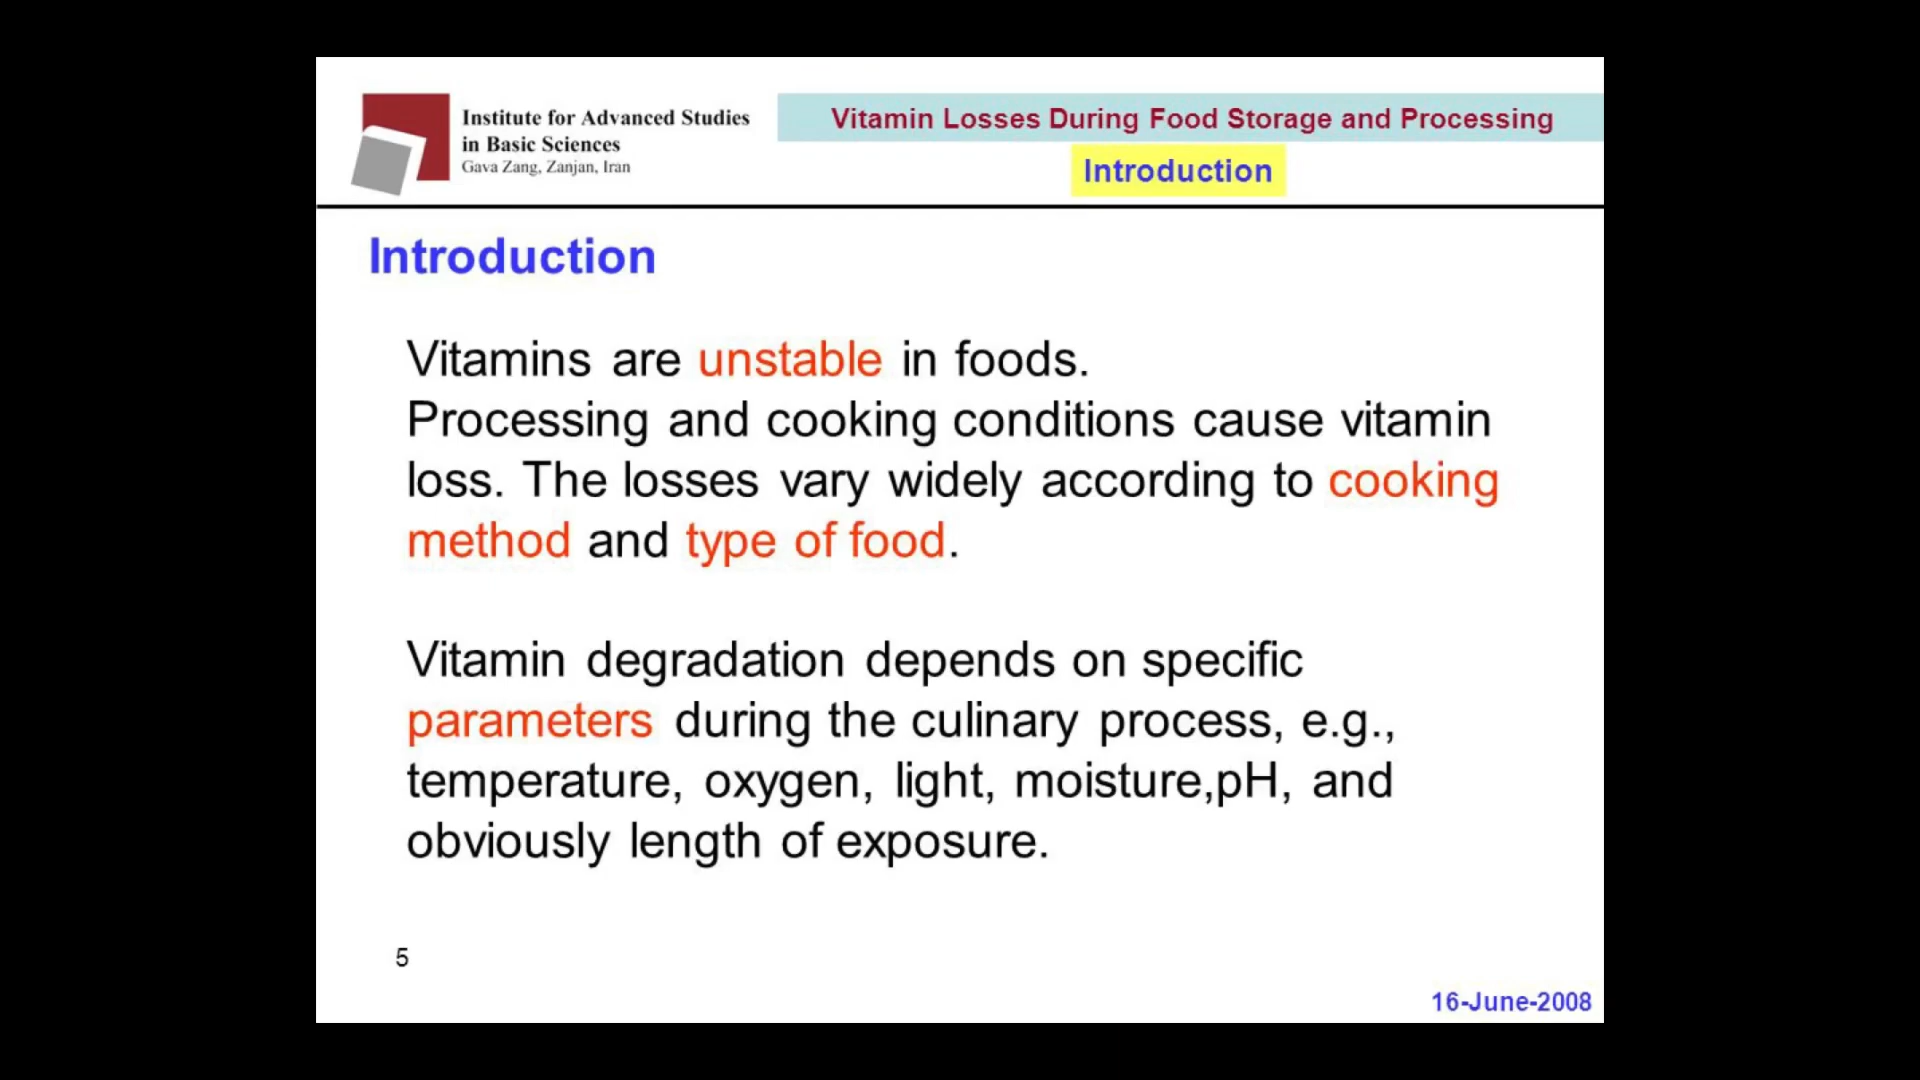 Institute for Advanced Studies
in Basic Sciences
Gava Zang, Zanjan, Iran
Vitamin Losses During Food Storage and Processing
Introduction
Introduction
Vitamins are unstable in foods.
Processing and cooking conditions cause vitamin
loss. The losses vary widely according to cooking
method and type of food.
Vitamin degradation depends on specific
parameters during the culinary process, e.g.,
temperature, oxygen, light, moisture,pH, and
obviously length of exposure.
5
16-June-2008